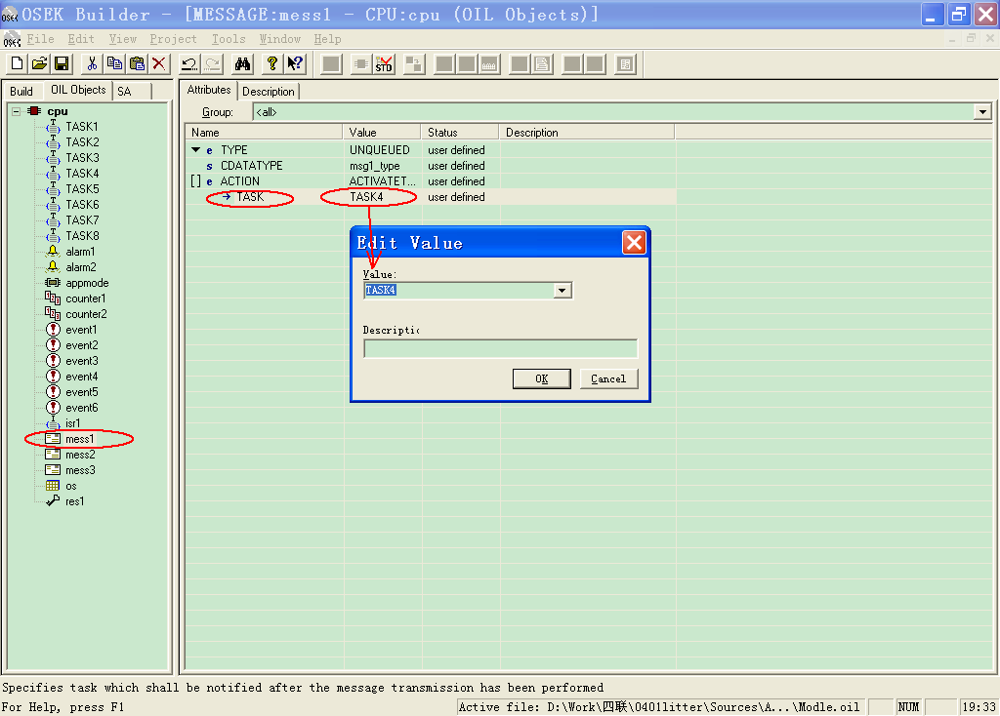 OSEK Builder - [MESSAGE:mess1 - CPU:cpu (OIL Objects)]
File Edit View Project Tools Window Help
STD
Build OIL Objects SA
cpu
TASK1
TASK2
TASK3
TASK4
TASK5
TASK6
TASK7
TASK8
alarm1
alarm2
appmode
counter1
counter2
event1
event2
event3
event4
event5
event6
isr1
mess1
mess2
mess3
os
res1
Attributes Description
Group: <all>
Name Value Status Description
e TYPE UNQUEUED user defined
s CDATATYPE msg1_type user defined
[] e ACTION ACTIVATET... user defined
TASK TASK4 user defined
Edit Value
Value:
TASK4
Descriptic
OK Cancel
Specifies task which shall be notified after the message transmission has been performed
For Help, press F1 Active file: D:\Work\四联\0401litter\Sources\A...\Modle.oil NUM 19:33